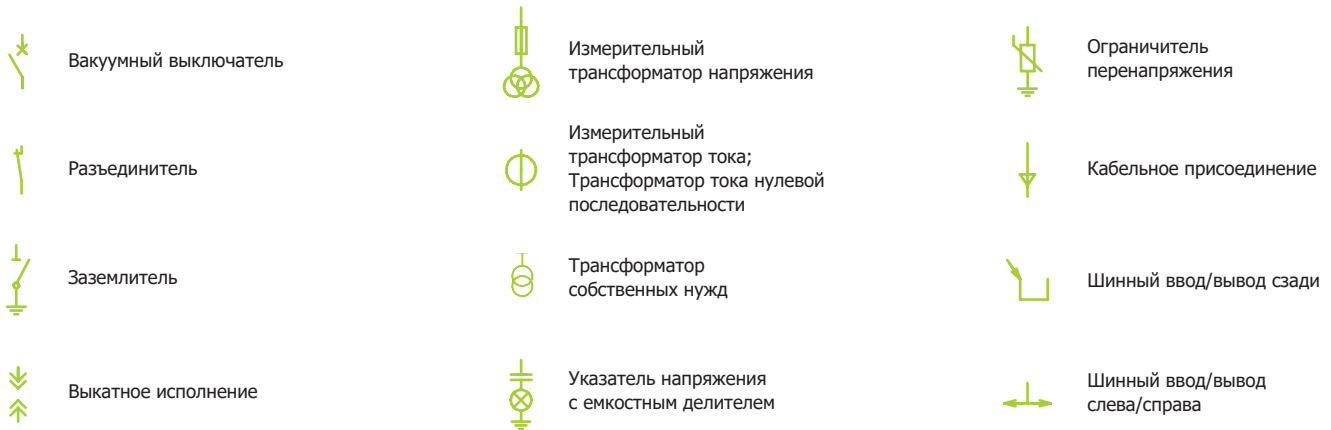 Вакуумный выключатель
Разъединитель
Заземлитель
Выкатное исполнение
Измерительный
трансформатор напряжения
Измерительный
трансформатор тока;
Трансформатор тока нулевой
последовательности
Трансформатор
собственных нужд
Указатель напряжения
с емкостным делителем
Ограничитель
перенапряжения
Кабельное присоединение
Шинный ввод/вывод сзади
Шинный ввод/вывод
слева/справа